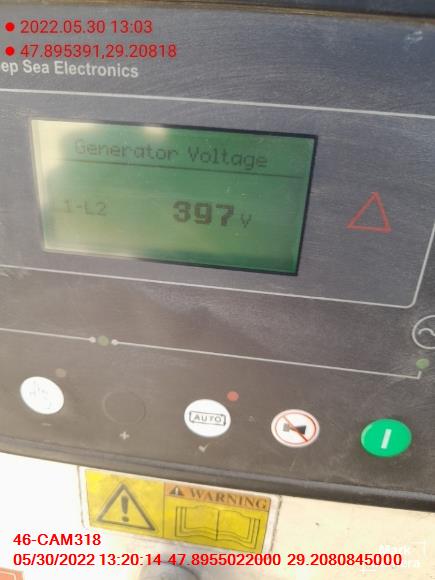 2022.05.30 13:03
47.895391,29.20818
ep Sea Electronics
Generator Voltage
1-L2 397 V
AUTO
WARNING
46-CAM318
05/30/2022 13:20:14 47.8955022000 29.2080845000